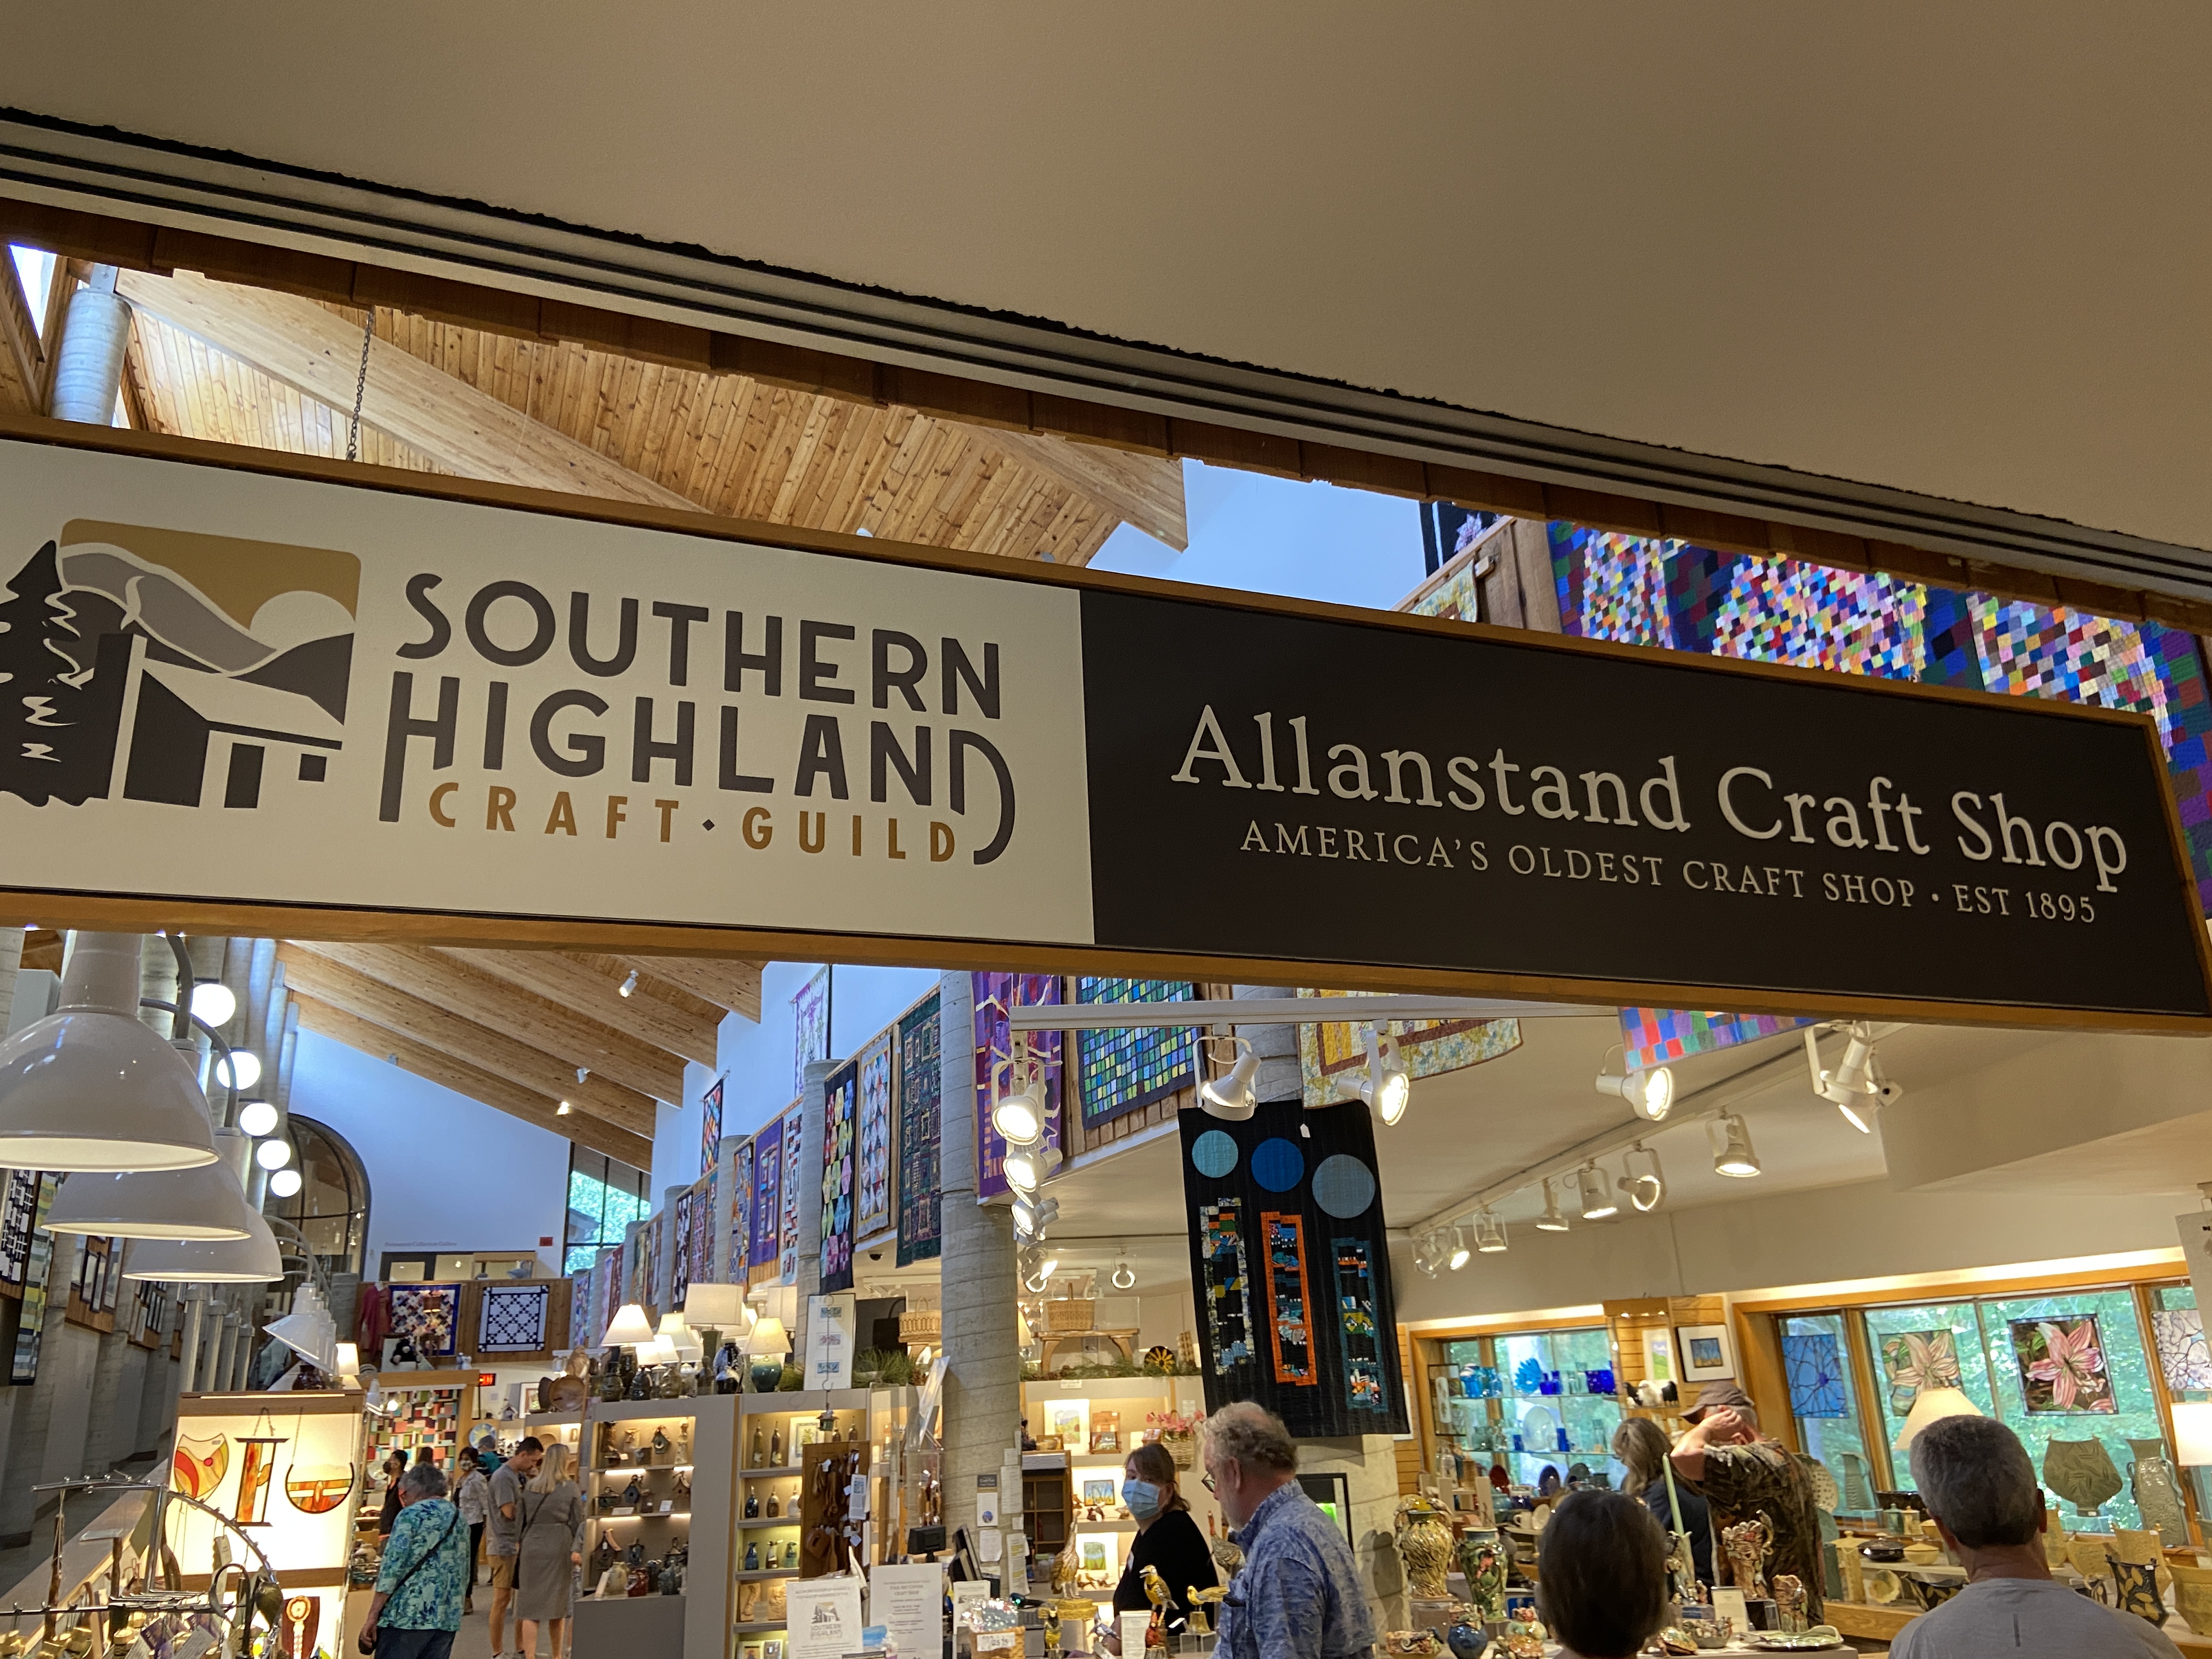 SOUTHERN
HIGHLAND
CRAFT · GUILD
Allanstand Craft Shop
AMERICA'S OLDEST CRAFT SHOP · EST 1895